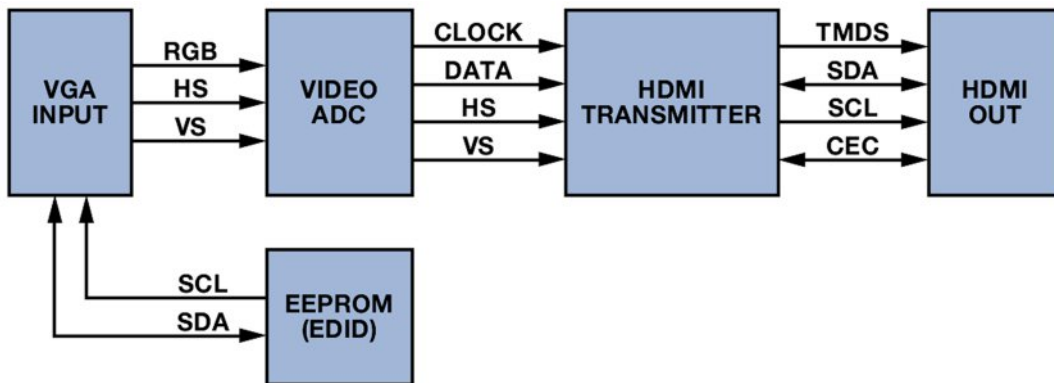 VGA
INPUT
RGB
HS
VS
VIDEO
ADC
CLOCK
DATA
HS
VS
HDMI
TRANSMITTER
TMDS
SDA
SCL
CEC
HDMI
OUT
SCL
SDA
EEPROM
(EDID)